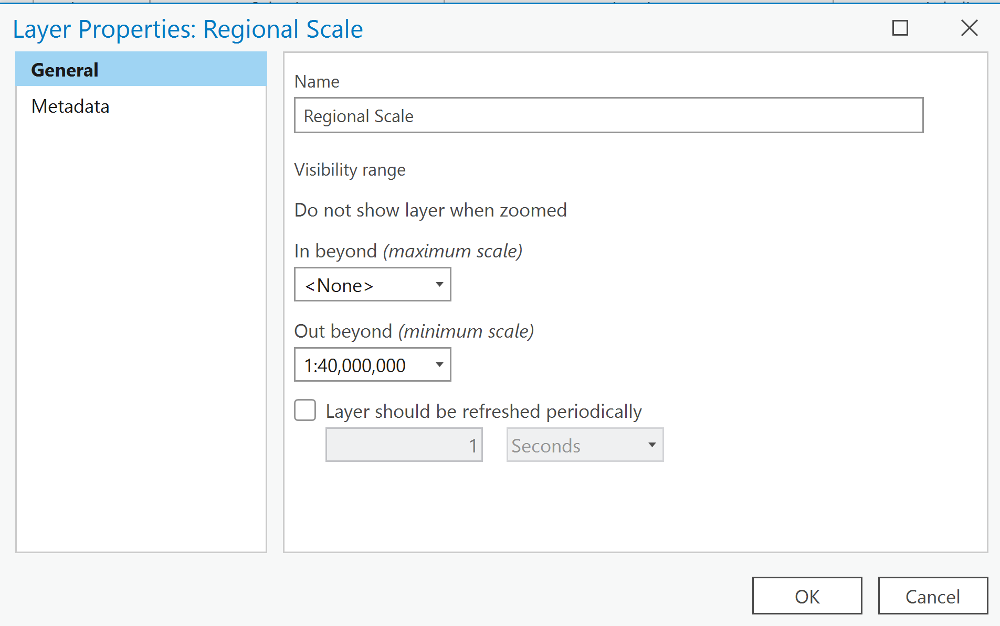 Layer Properties: Regional Scale
General
Metadata
Name
Regional Scale
Visibility range
Do not show layer when zoomed
In beyond (maximum scale)
<None>
Out beyond (minimum scale)
1:40,000,000
Layer should be refreshed periodically
1 Seconds
OK Cancel